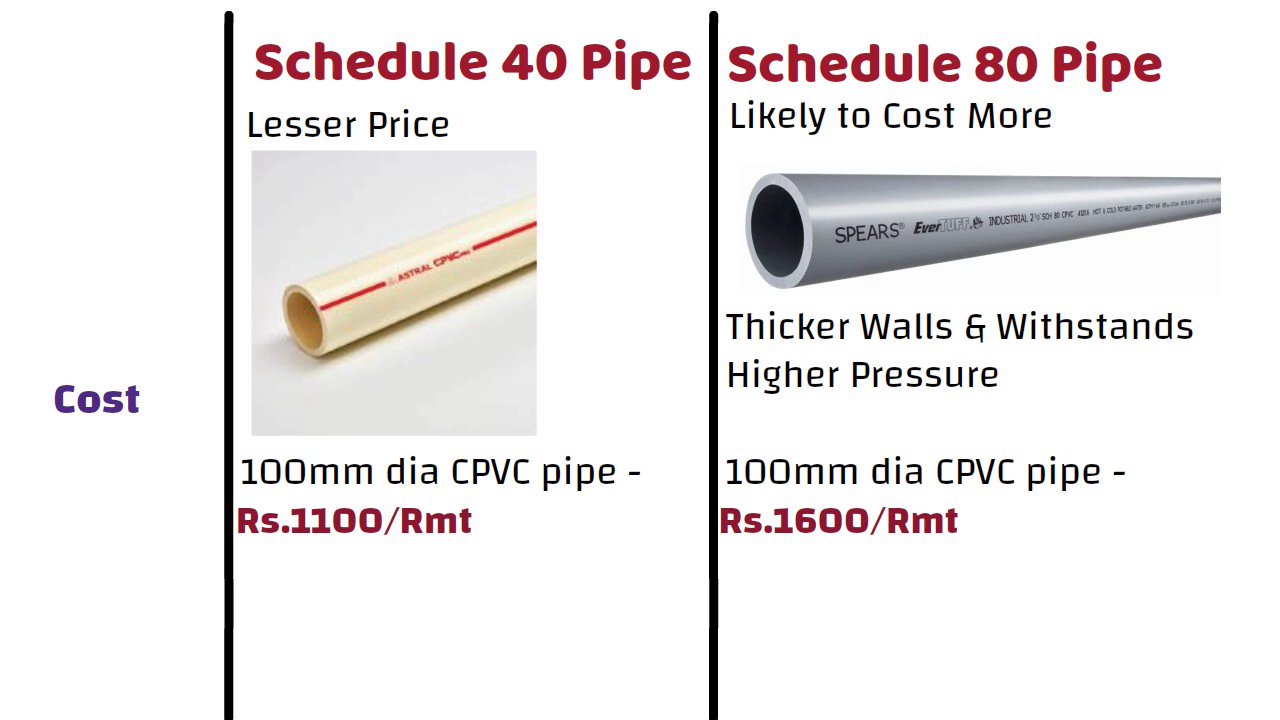 Schedule 40 Pipe
Schedule 80 Pipe
Lesser Price
Likely to Cost More
ASTRAL CPVC
SPEARS® EverTUFF INDUSTRIAL 2½ SCH 80 CPVC
Thicker Walls & Withstands
Higher Pressure
Cost
100mm dia CPVC pipe -
Rs.1100/Rmt
100mm dia CPVC pipe -
Rs.1600/Rmt